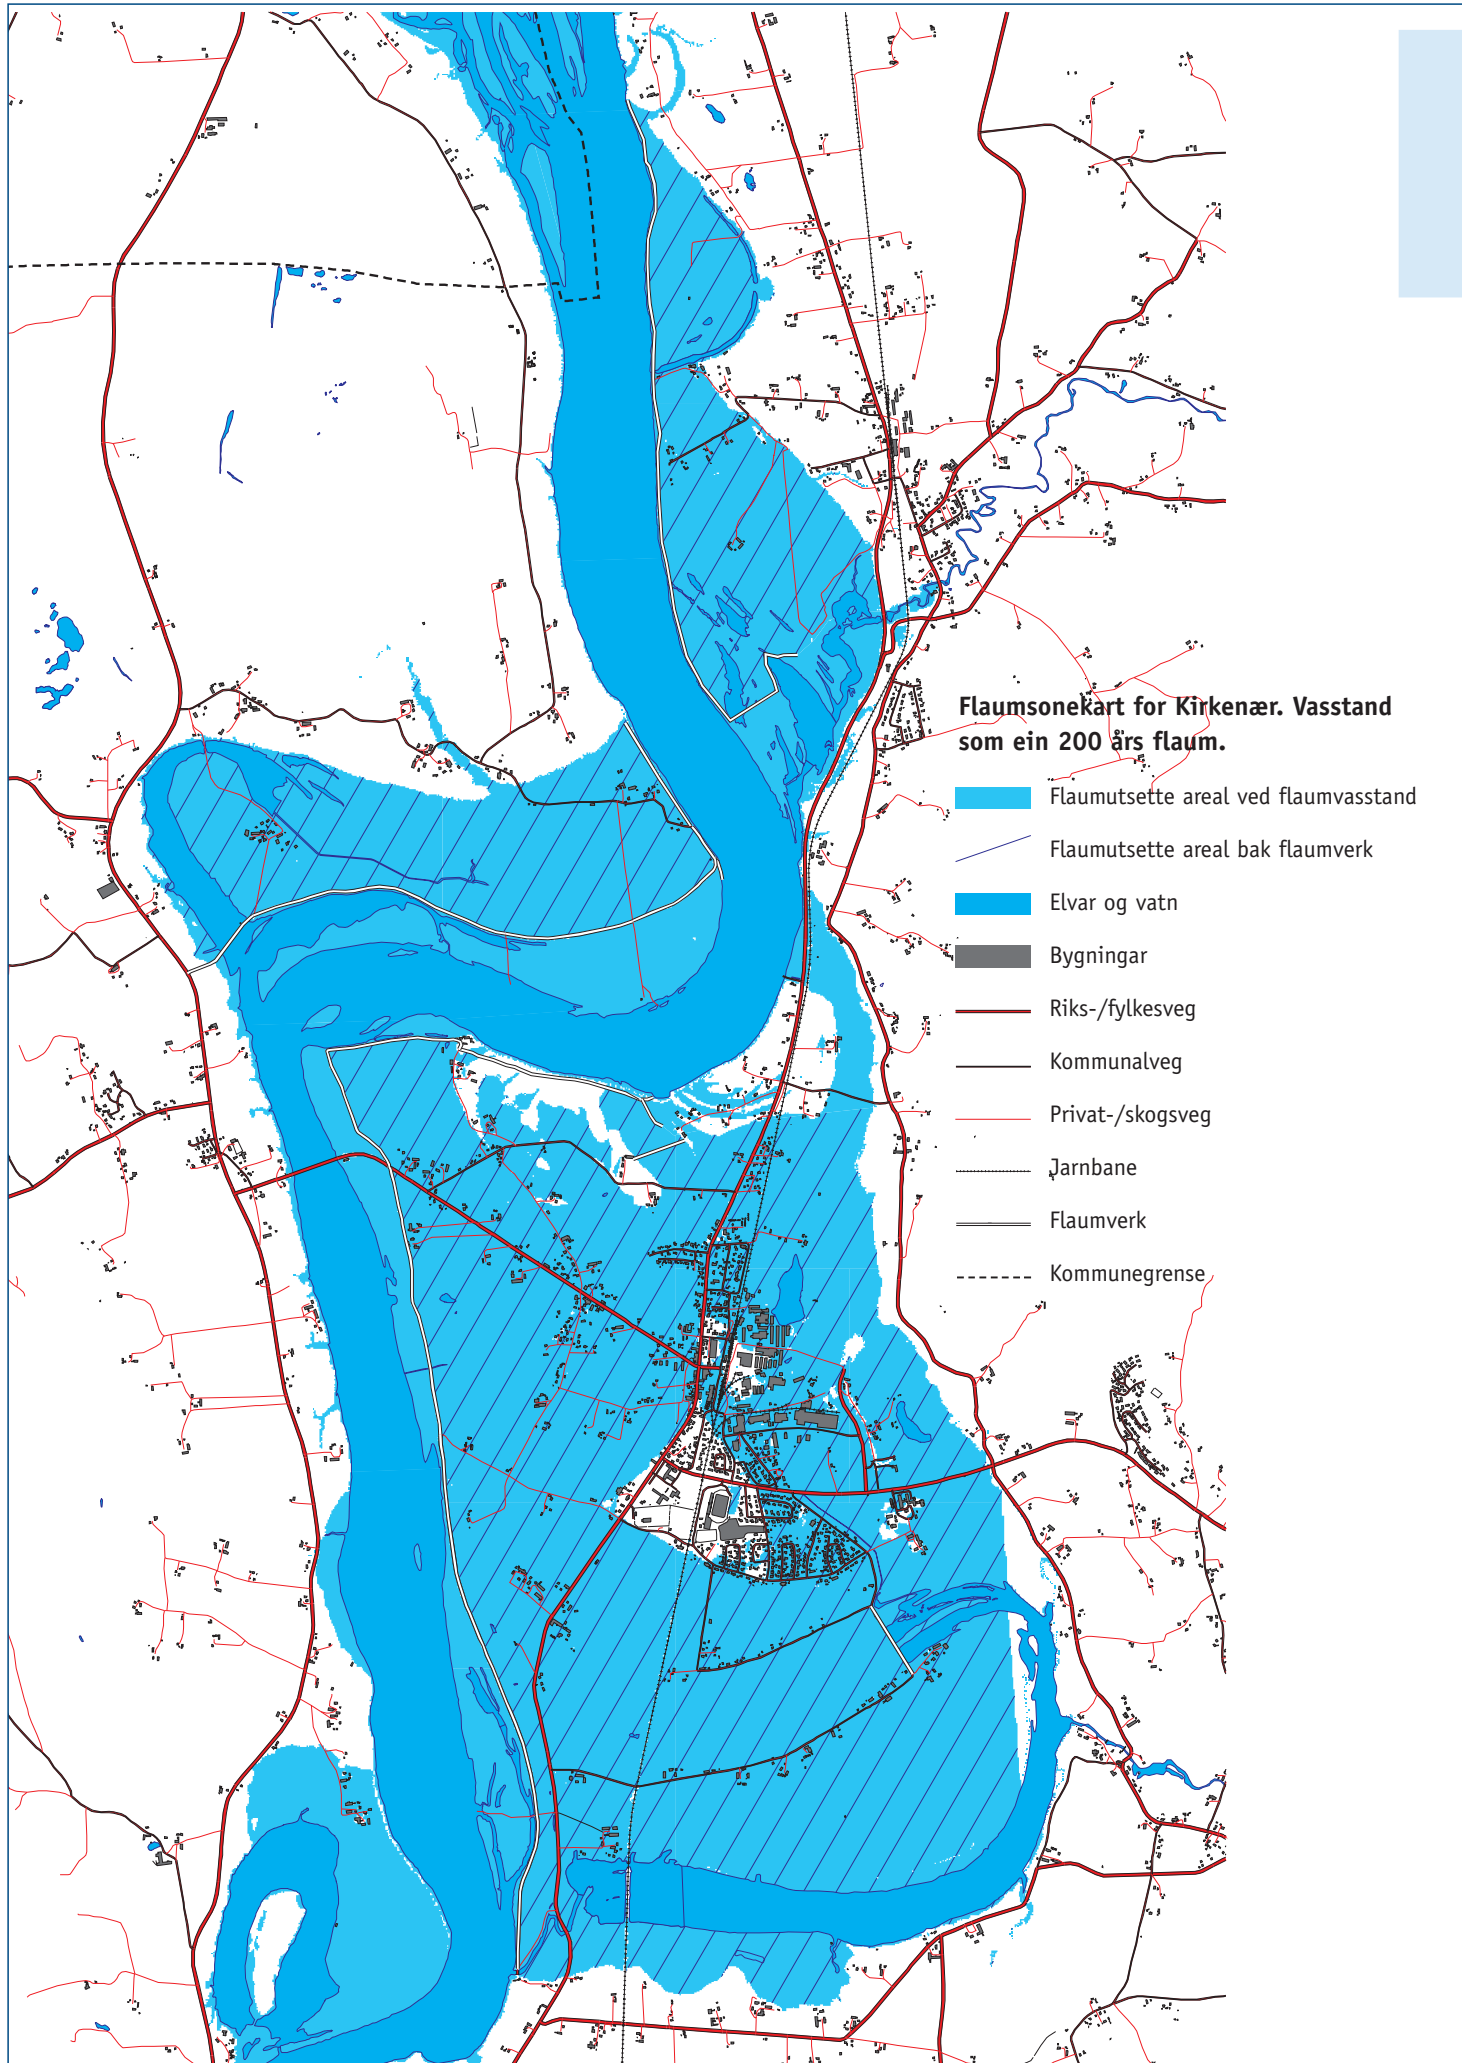 Flaumsonekart for Kirkenær. Vasstand
som ein 200 års flaum.
Flaumutsette areal ved flaumvasstand
Flaumutsette areal bak flaumverk
Elvar og vatn
Bygningar
Riks-/fylkesveg
Kommunalveg
Privat-/skogsveg
Jarnbane
Flaumverk
Kommunegrense